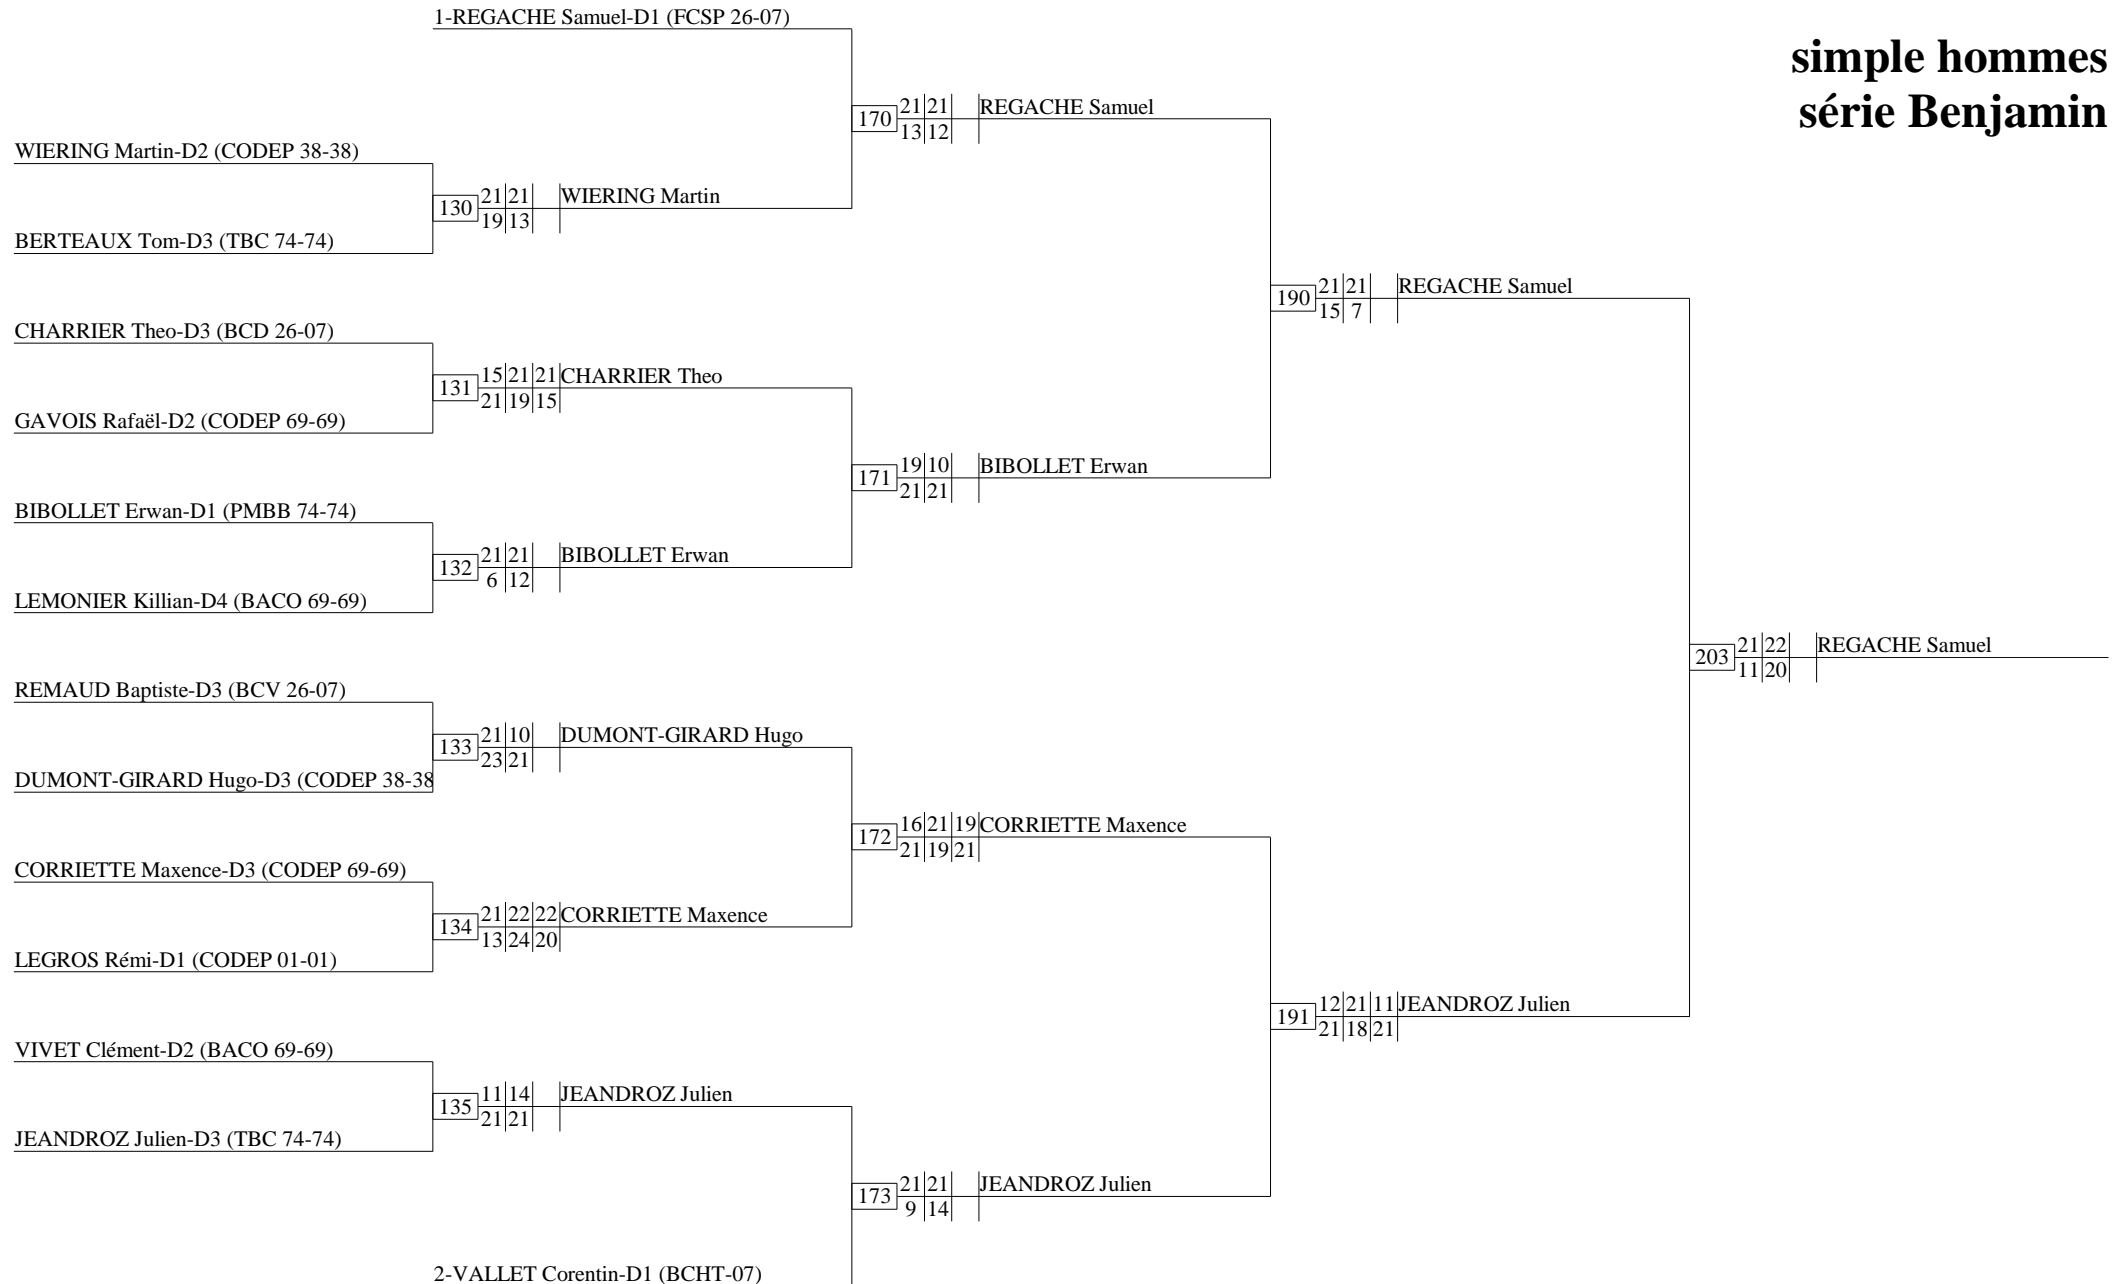 1-REGACHE Samuel-D1 (FCSP 26-07)
simple hommes
série Benjamin
170 21 21 REGACHE Samuel
13 12
WIERING Martin-D2 (CODEP 38-38)
130 21 21 WIERING Martin
19 13
BERTEAUX Tom-D3 (TBC 74-74)
190 21 21 REGACHE Samuel
15 7
CHARRIER Theo-D3 (BCD 26-07)
131 15 21 21 CHARRIER Theo
21 19 15
GAVOIS Rafaël-D2 (CODEP 69-69)
171 19 10 BIBOLLET Erwan
21 21
BIBOLLET Erwan-D1 (PMBB 74-74)
132 21 21 BIBOLLET Erwan
6 12
LEMONIER Killian-D4 (BACO 69-69)
203 21 22 REGACHE Samuel
11 20
REMAUD Baptiste-D3 (BCV 26-07)
133 21 10 DUMONT-GIRARD Hugo
23 21
DUMONT-GIRARD Hugo-D3 (CODEP 38-38
172 16 21 19 CORRIETTE Maxence
21 19 21
CORRIETTE Maxence-D3 (CODEP 69-69)
134 21 22 22 CORRIETTE Maxence
13 24 20
LEGROS Rémi-D1 (CODEP 01-01)
191 12 21 11 JEANDROZ Julien
21 18 21
VIVET Clément-D2 (BACO 69-69)
135 11 14 JEANDROZ Julien
21 21
JEANDROZ Julien-D3 (TBC 74-74)
173 21 21 JEANDROZ Julien
9 14
2-VALLET Corentin-D1 (BCHT-07)